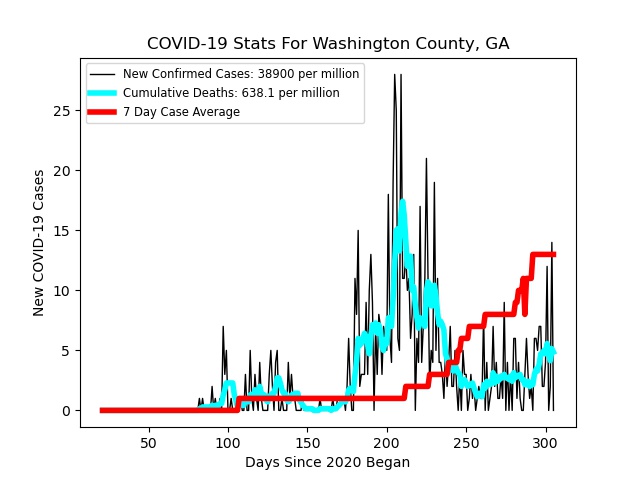 COVID-19 Stats For Washington County, GA
New Confirmed Cases: 38900 per million
Cumulative Deaths: 638.1 per million
7 Day Case Average
New COVID-19 Cases
25
20
15
10
5
0
50 100 150 200 250 300
Days Since 2020 Began